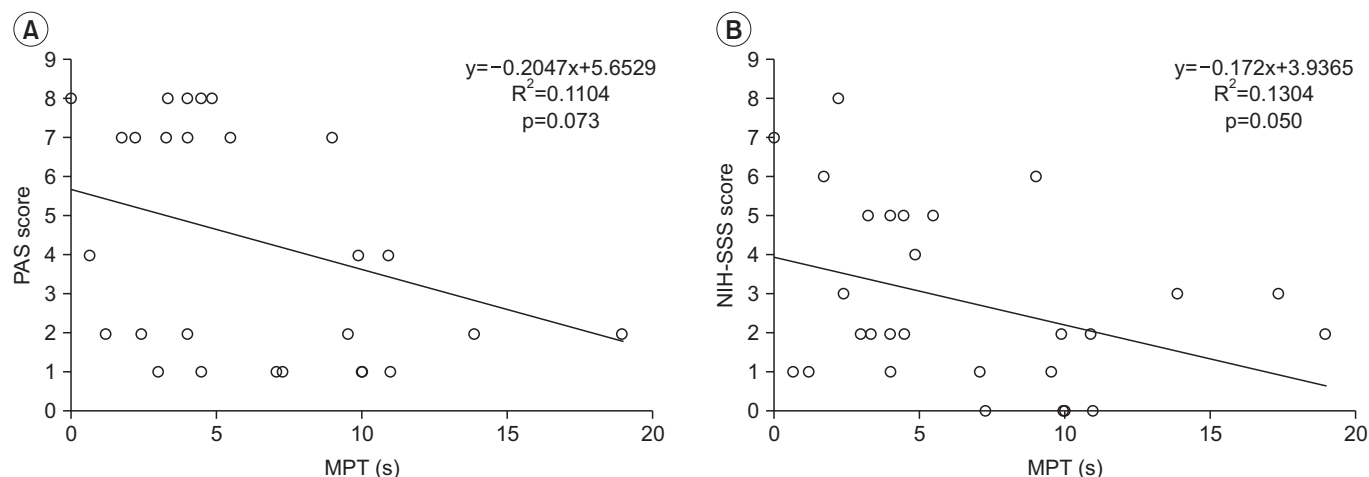 A
y=−0.2047x+5.6529
R²=0.1104
p=0.073
PAS score
9
8
7
6
5
4
3
2
1
0
0 5 10 15 20
MPT (s)
B
y=−0.172x+3.9365
R²=0.1304
p=0.050
NIH-SSS score
9
8
7
6
5
4
3
2
1
0
0 5 10 15 20
MPT (s)